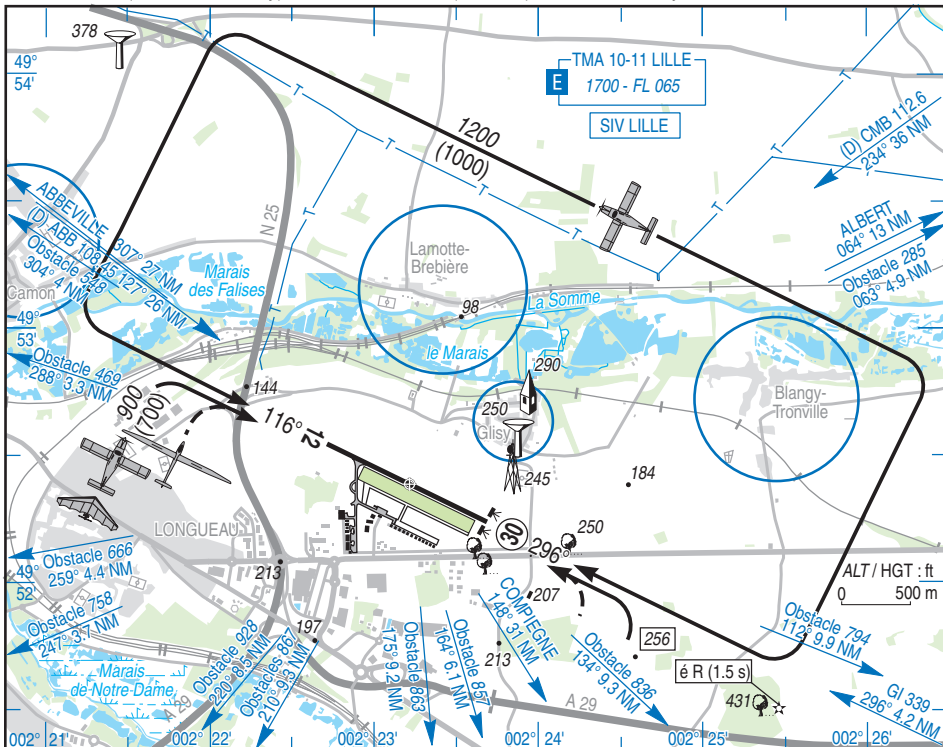 378
49°
54'
TMA 10-11 LILLE
E
1700 - FL 065
SIV LILLE
(D) CMB 112.6
234° 36 NM
1200
(1000)
N 25
ABBEVILLE 307° 27 NM
(D) ABB 108.45 127° 26 NM
Obstacle 518
304° 4 NM
Camon
Marais
des Falises
Lamotte-
Brebière
ALBERT
064° 13 NM
Obstacle 285
063° 4.9 NM
La Somme
98
49°
53'
le Marais
Obstacle 469
288° 3.3 NM
144
290
250
Glisy
Blangy-
Tronville
900
(700)
116°
12
245
184
LONGUEAU
30
296°
250
ALT / HGT : ft
0 500 m
Obstacle 666
259° 4.4 NM
49°
52'
213
207
Obstacle 758
247° 3.7 NM
197
213
256
Obstacle 794
112° 9.9 NM
Obstacle 928
220° 8.5 NM
Obstacles 867
210° 9.3 NM
Obstacle 863
175° 9.2 NM
Obstacle 857
164° 6.1 NM
COMPIEGNE
148° 31 NM
Obstacle 836
134° 9.3 NM
é R (1.5 s)
431
GI 339
296° 4.2 NM
Marais
de Notre-Dame
A 29
A 29
002° 21'
002° 22'
002° 23'
002° 24'
002° 25'
002° 26'